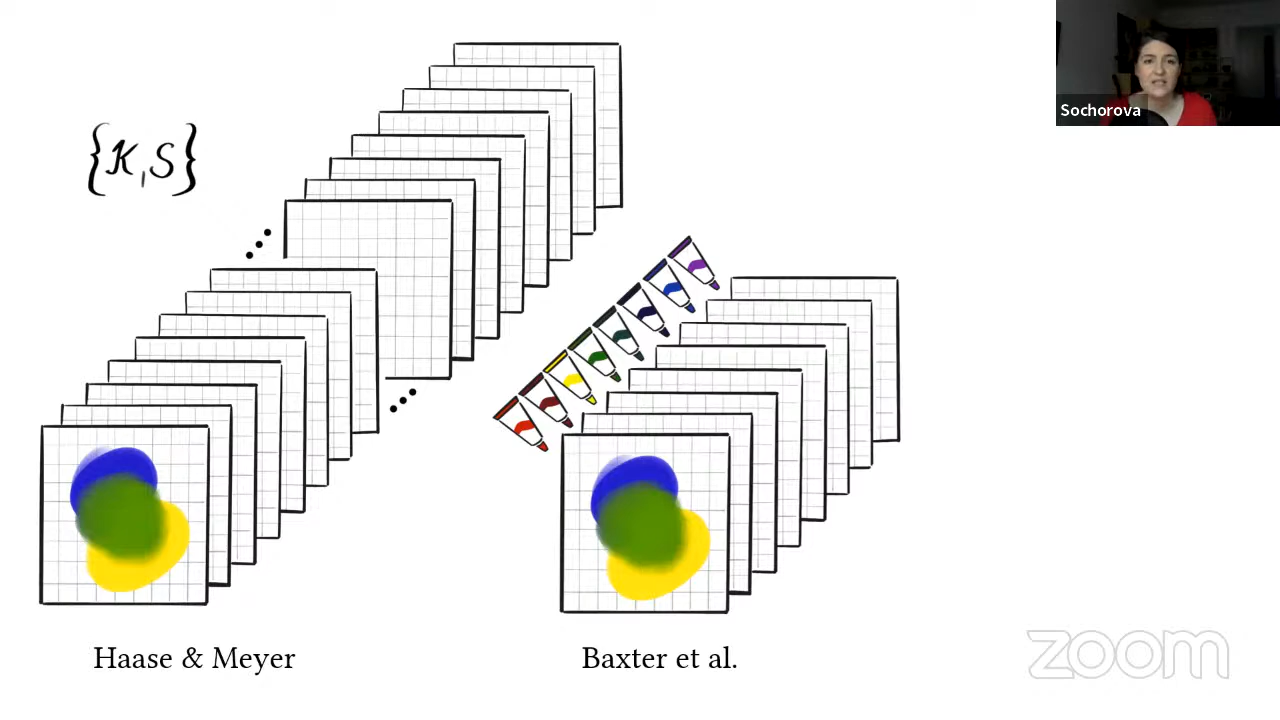 Sochorova
{K,S}
Haase & Meyer
Baxter et al.
zoom